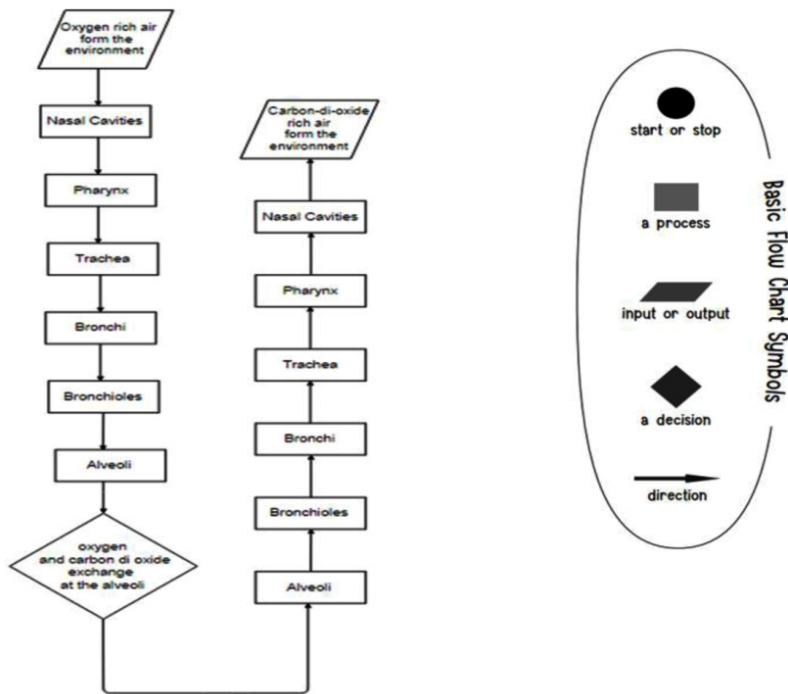 Oxygen rich air
form the
environment
Nasal Cavities
Pharynx
Trachea
Bronchi
Bronchioles
Alveoli
oxygen
and carbon di oxide
exchange
at the alveoli
Carbon-di-oxide
rich air
form the
environment
Nasal Cavities
Pharynx
Trachea
Bronchi
Bronchioles
Alveoli
start or stop
a process
input or output
a decision
direction
Basic Flow Chart Symbols